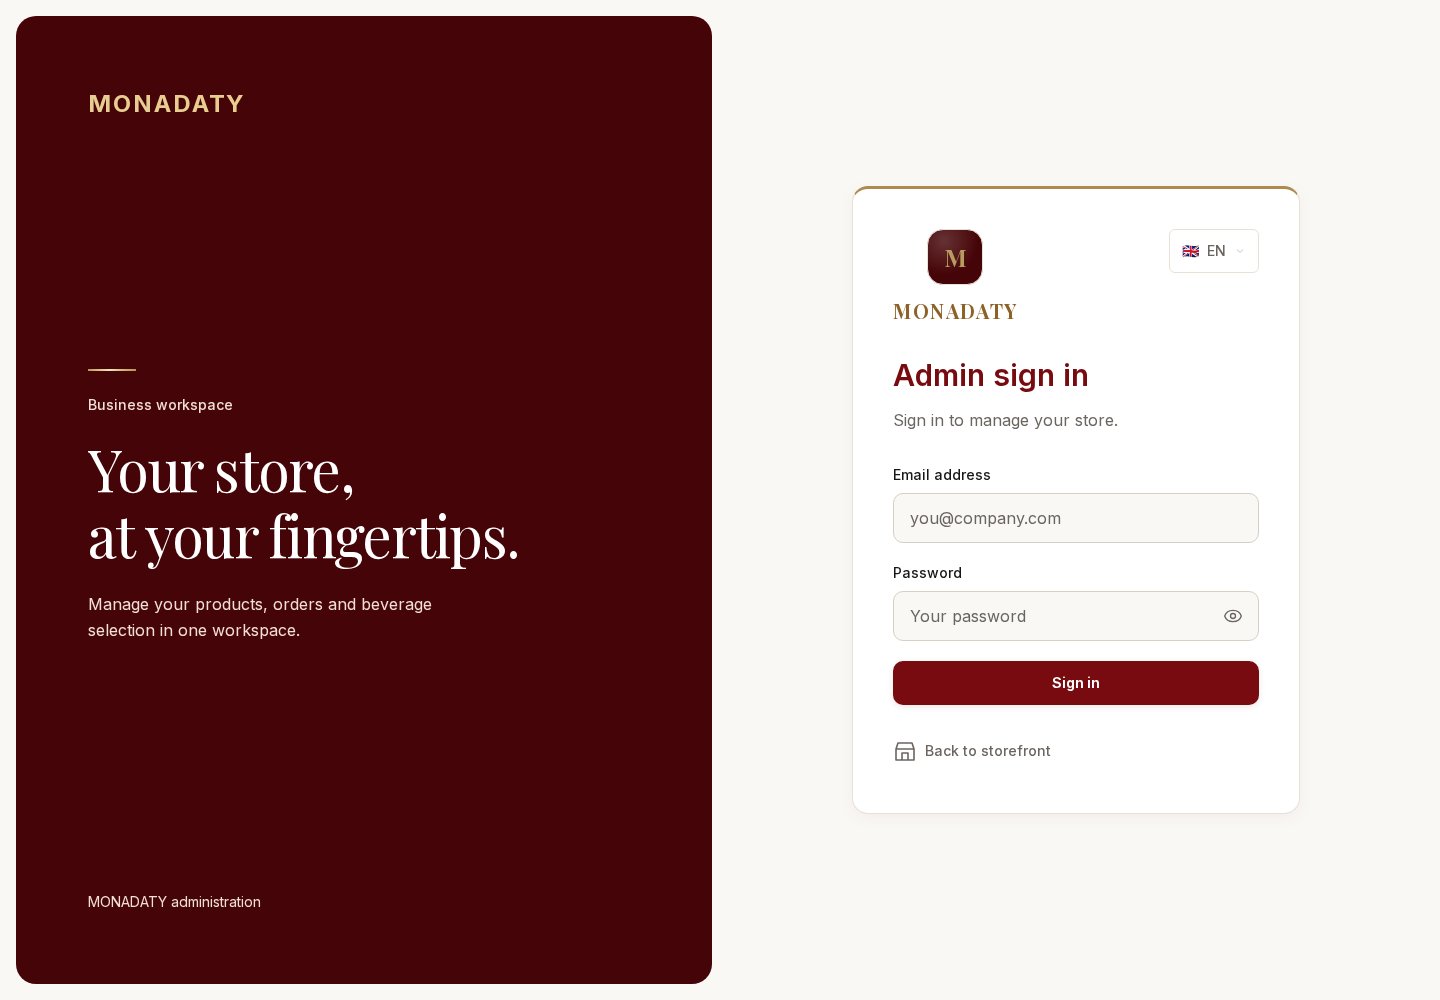 MONADATY
Business workspace
Your store,
at your fingertips.
Manage your products, orders and beverage
selection in one workspace.
MONADATY administration
M
EN
MONADATY
Admin sign in
Sign in to manage your store.
Email address
you@company.com
Password
Your password
Sign in
Back to storefront